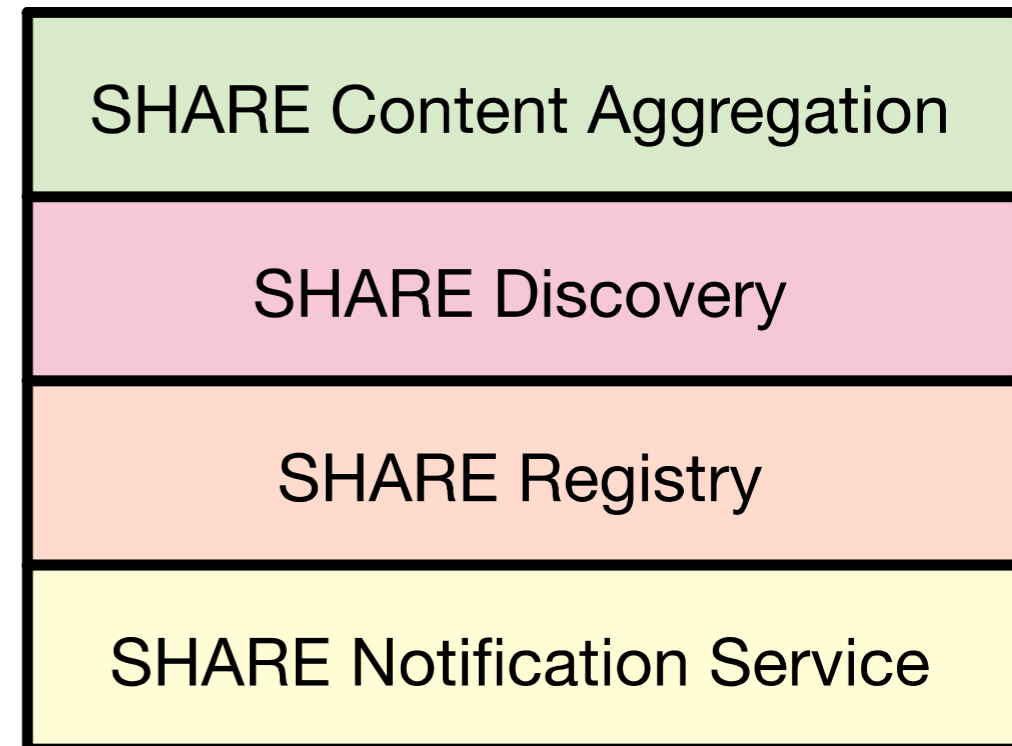 SHARE Content Aggregation
SHARE Discovery
SHARE Registry
SHARE Notification Service